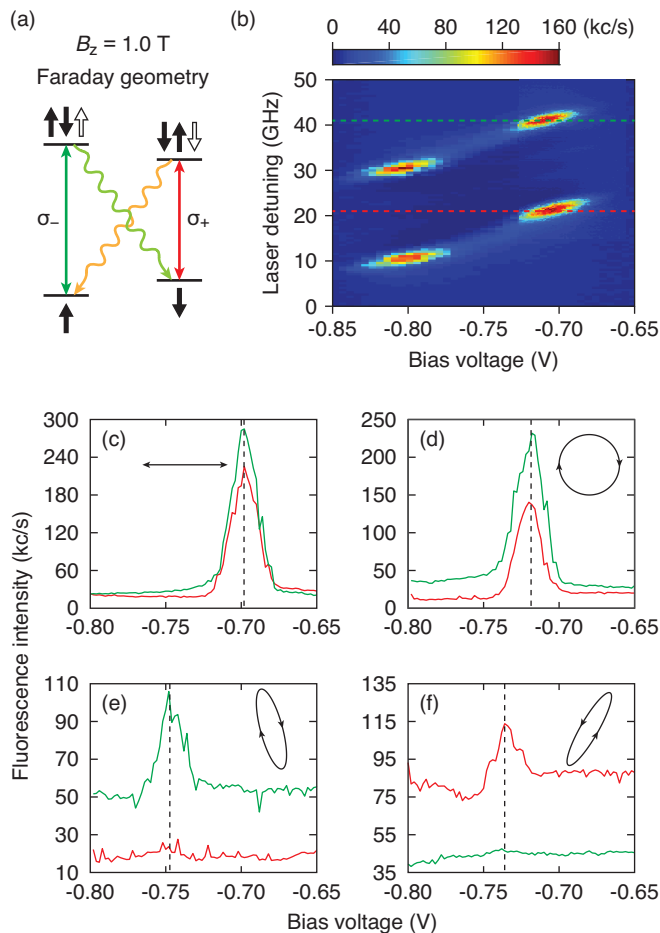 (a)
B_z = 1.0 T
Faraday geometry
σ₋
σ₊
(b)
0 40 80 120 160 (kc/s)
Laser detuning (GHz)
50
40
30
20
10
0
-0.85 -0.80 -0.75 -0.70 -0.65
Bias voltage (V)
Fluorescence intensity (kc/s)
(c)
300
240
180
120
60
0
-0.80 -0.75 -0.70 -0.65
(d)
250
200
150
100
50
0
-0.80 -0.75 -0.70 -0.65
(e)
110
90
70
50
30
10
-0.80 -0.75 -0.70 -0.65
(f)
135
115
95
75
55
35
-0.80 -0.75 -0.70 -0.65
Bias voltage (V)